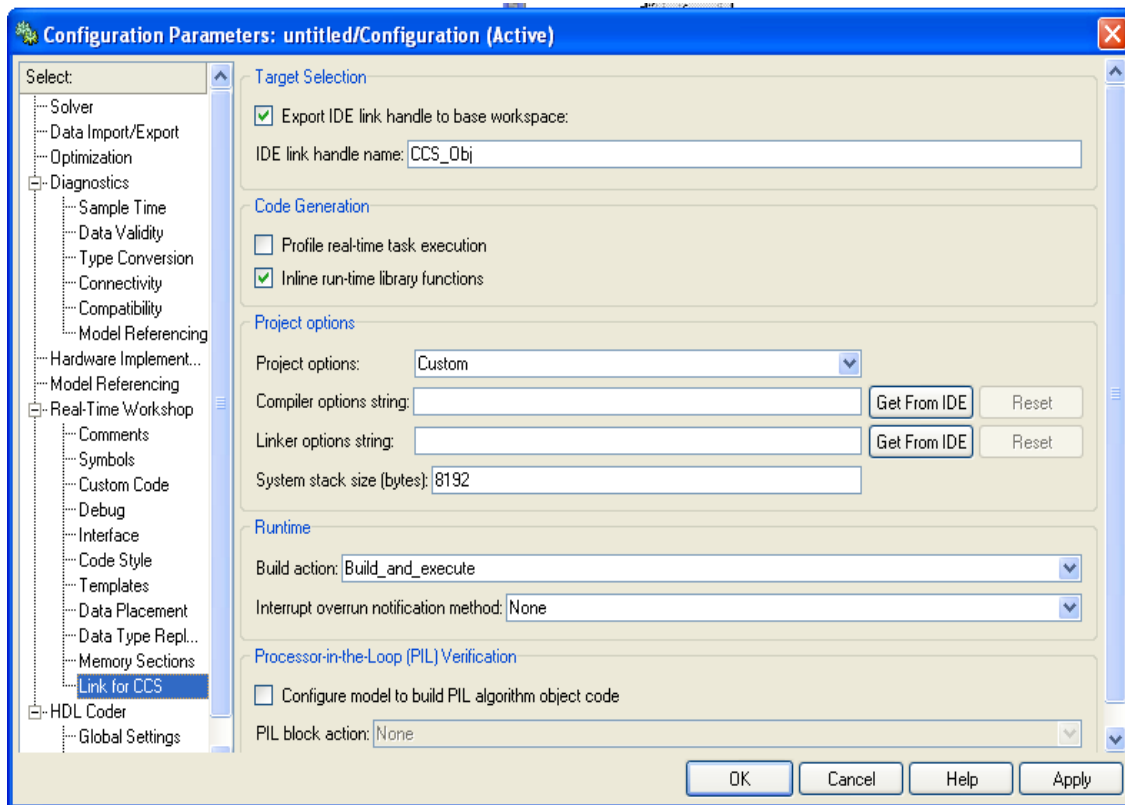 Configuration Parameters: untitled/Configuration (Active)
Select:
Solver
Data Import/Export
Optimization
Diagnostics
Sample Time
Data Validity
Type Conversion
Connectivity
Compatibility
Model Referencing
Hardware Implement...
Model Referencing
Real-Time Workshop
Comments
Symbols
Custom Code
Debug
Interface
Code Style
Templates
Data Placement
Data Type Repl...
Memory Sections
Link for CCS
HDL Coder
Global Settings
Target Selection
Export IDE link handle to base workspace:
IDE link handle name: CCS_Obj
Code Generation
Profile real-time task execution
Inline run-time library functions
Project options
Project options: Custom
Compiler options string: Get From IDE Reset
Linker options string: Get From IDE Reset
System stack size (bytes): 8192
Runtime
Build action: Build_and_execute
Interrupt overrun notification method: None
Processor-in-the-Loop (PIL) Verification
Configure model to build PIL algorithm object code
PIL block action: None
OK Cancel Help Apply